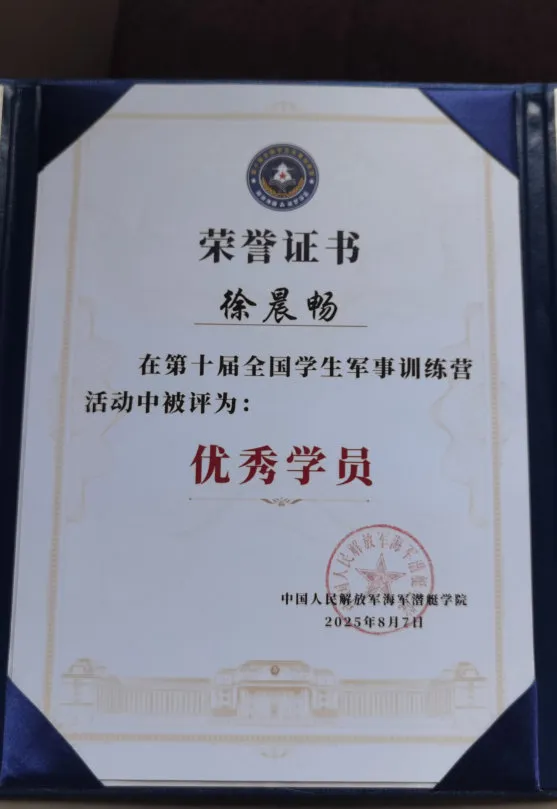 荣誉证书
徐晨畅
在第十届全国学生军事训练营
活动中被评为：
优秀学员
中国人民解放军海军潜艇学院
2025年8月7日